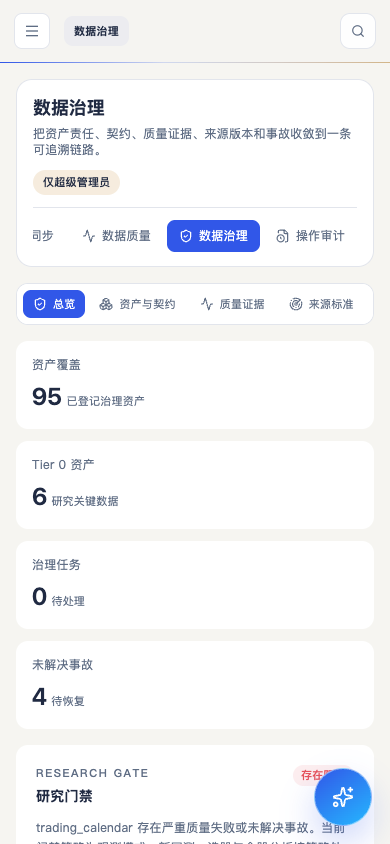 数据治理
数据治理
把资产责任、契约、质量证据、来源版本和事故收敛到一条
可追溯链路。
仅超级管理员
同步 数据质量 数据治理 操作审计
总览 资产与契约 质量证据 来源标准
资产覆盖
95 已登记治理资产
Tier 0 资产
6 研究关键数据
治理任务
0 待处理
未解决事故
4 待恢复
RESEARCH GATE
存在
研究门禁
trading_calendar 存在严重质量失败或未解决事故。当前